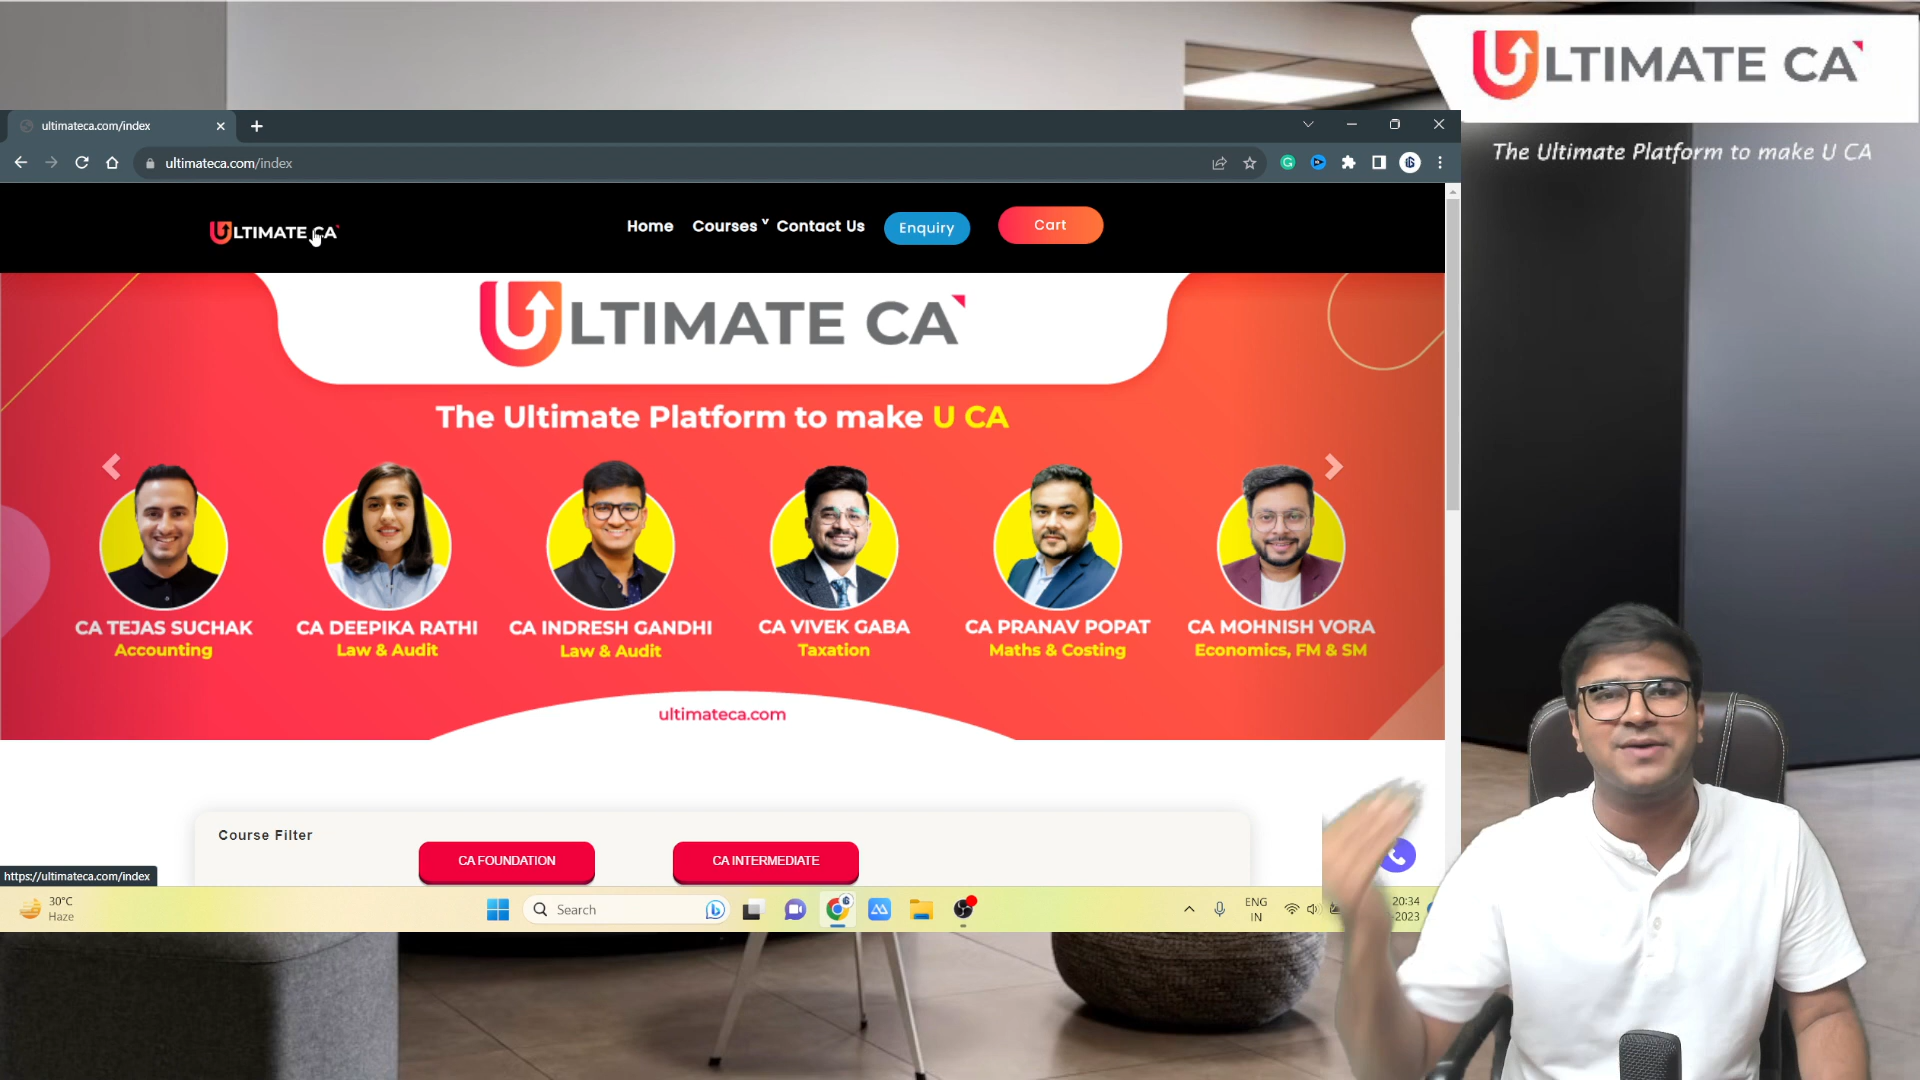 ULTIMATE CA
The Ultimate Platform to make U CA
ultimateca.com/index
ultimateca.com/index
ULTIMATE CA
Home Courses Contact Us Enquiry Cart
ULTIMATE CA
The Ultimate Platform to make U CA
CA TEJAS SUCHAK
Accounting
CA DEEPIKA RATHI
Law & Audit
CA INDRESH GANDHI
Law & Audit
CA VIVEK GABA
Taxation
CA PRANAV POPAT
Maths & Costing
CA MOHNISH VORA
Economics, FM & SM
ultimateca.com
Course Filter
CA FOUNDATION
CA INTERMEDIATE
https://ultimateca.com/index
30°C
Haze
Search
ENG
IN
20:34
-2023